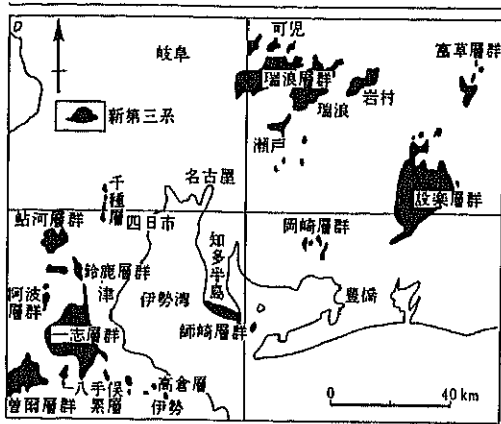 可児
岐阜
瑞浪層群
富草層群
岩村
瑞浪
新第三系
瀬戸
千種層
名古屋
設楽層群
鮎河層群
四日市
岡崎層群
知多半島
鈴鹿層群
阿波層群
津
伊勢湾
豊橋
一志層群
師崎層群
八手俣累層
高倉層
曽爾層群
伊勢
0
40 km